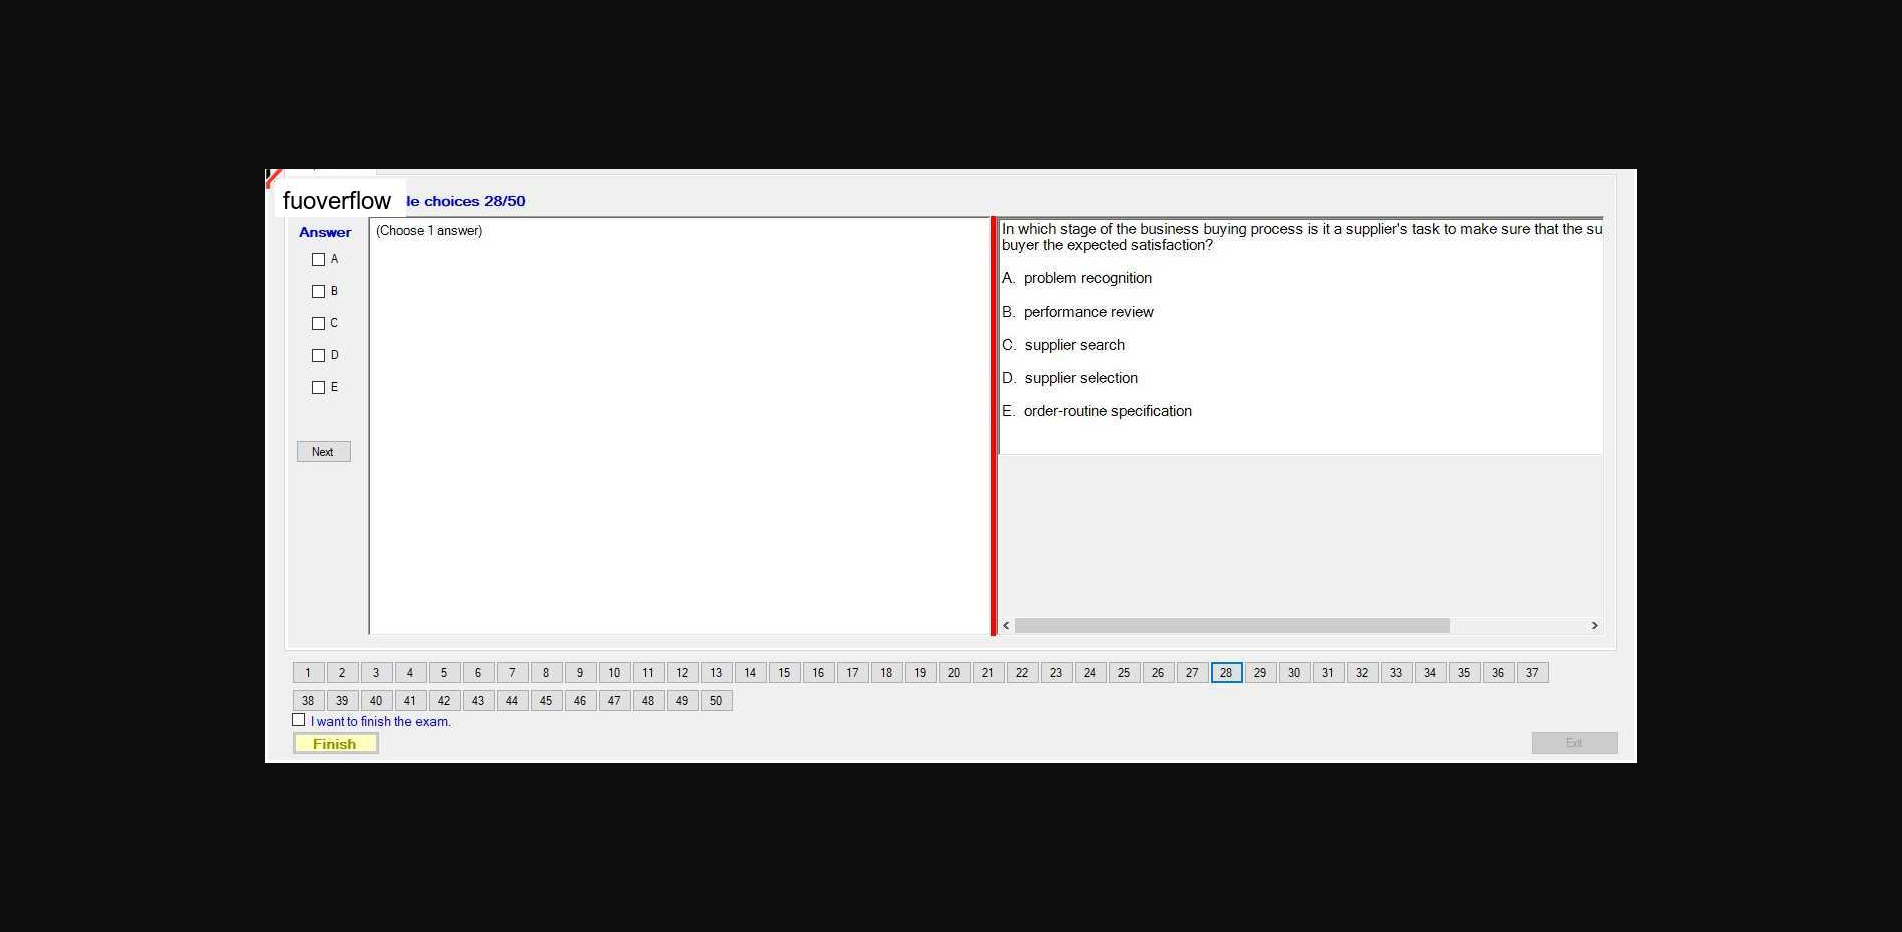 fuoverflow
le choices 28/50
Answer
(Choose 1 answer)
A
B
C
D
E
Next
In which stage of the business buying process is it a supplier's task to make sure that the su
buyer the expected satisfaction?
A. problem recognition
B. performance review
C. supplier search
D. supplier selection
E. order-routine specification
1 2 3 4 5 6 7 8 9 10 11 12 13 14 15 16 17 18 19 20 21 22 23 24 25 26 27 28 29 30 31 32 33 34 35 36 37
38 39 40 41 42 43 44 45 46 47 48 49 50
I want to finish the exam.
Finish
Exit